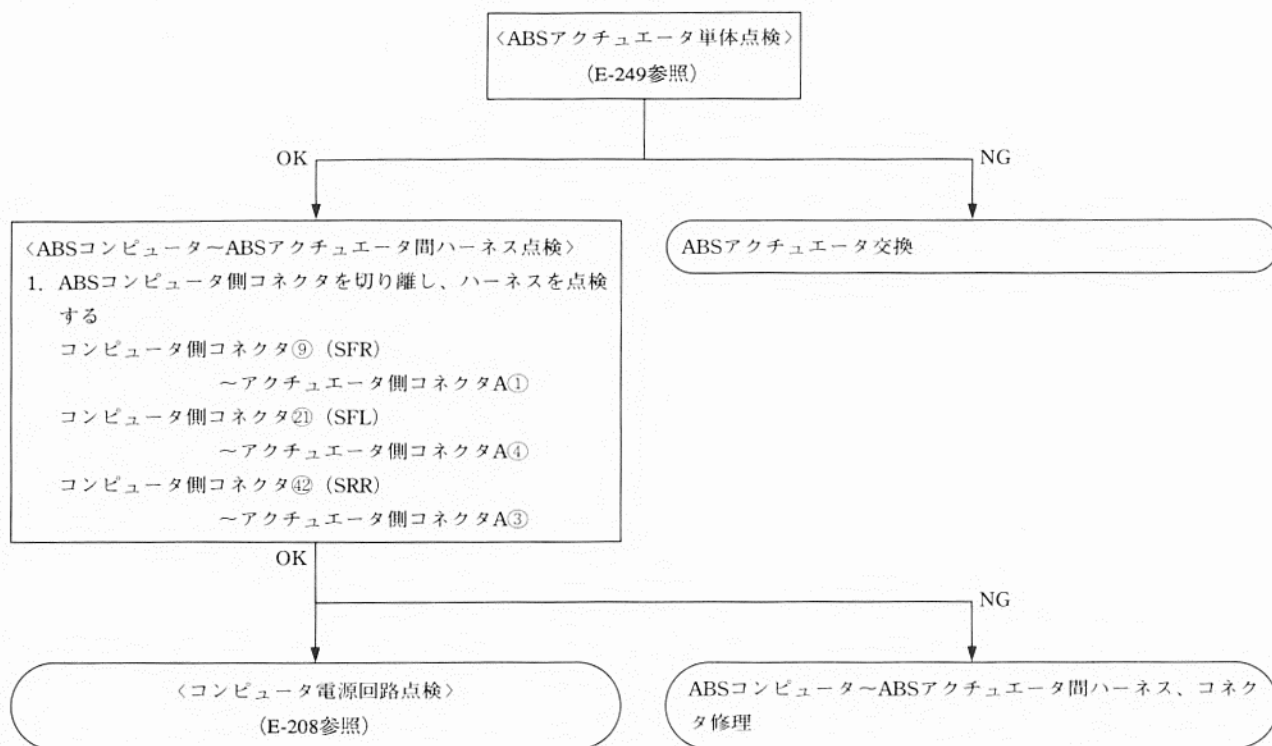 〈ABSアクチュエータ単体点検〉
(E-249参照)
OK
NG
〈ABSコンピュータ～ABSアクチュエータ間ハーネス点検〉
1. ABSコンピュータ側コネクタを切り離し、ハーネスを点検
する
コンピュータ側コネクタ⑨ (SFR)
～アクチュエータ側コネクタA①
コンピュータ側コネクタ㉑ (SFL)
～アクチュエータ側コネクタA④
コンピュータ側コネクタ㊷ (SRR)
～アクチュエータ側コネクタA③
ABSアクチュエータ交換
OK
NG
〈コンピュータ電源回路点検〉
(E-208参照)
ABSコンピュータ～ABSアクチュエータ間ハーネス、コネク
タ修理